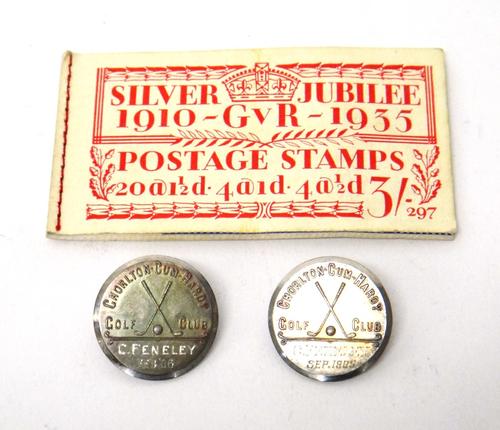 SILVER JUBILEE
1910-GVR-1935
POSTAGE STAMPS
20@1½d · 4@1d · 4@½d 3/-
297
CHORLTON-CUM-HARDY
GOLF CLUB
C. FENELEY
CHORLTON-CUM-HARDY
GOLF CLUB
SEP. 1905